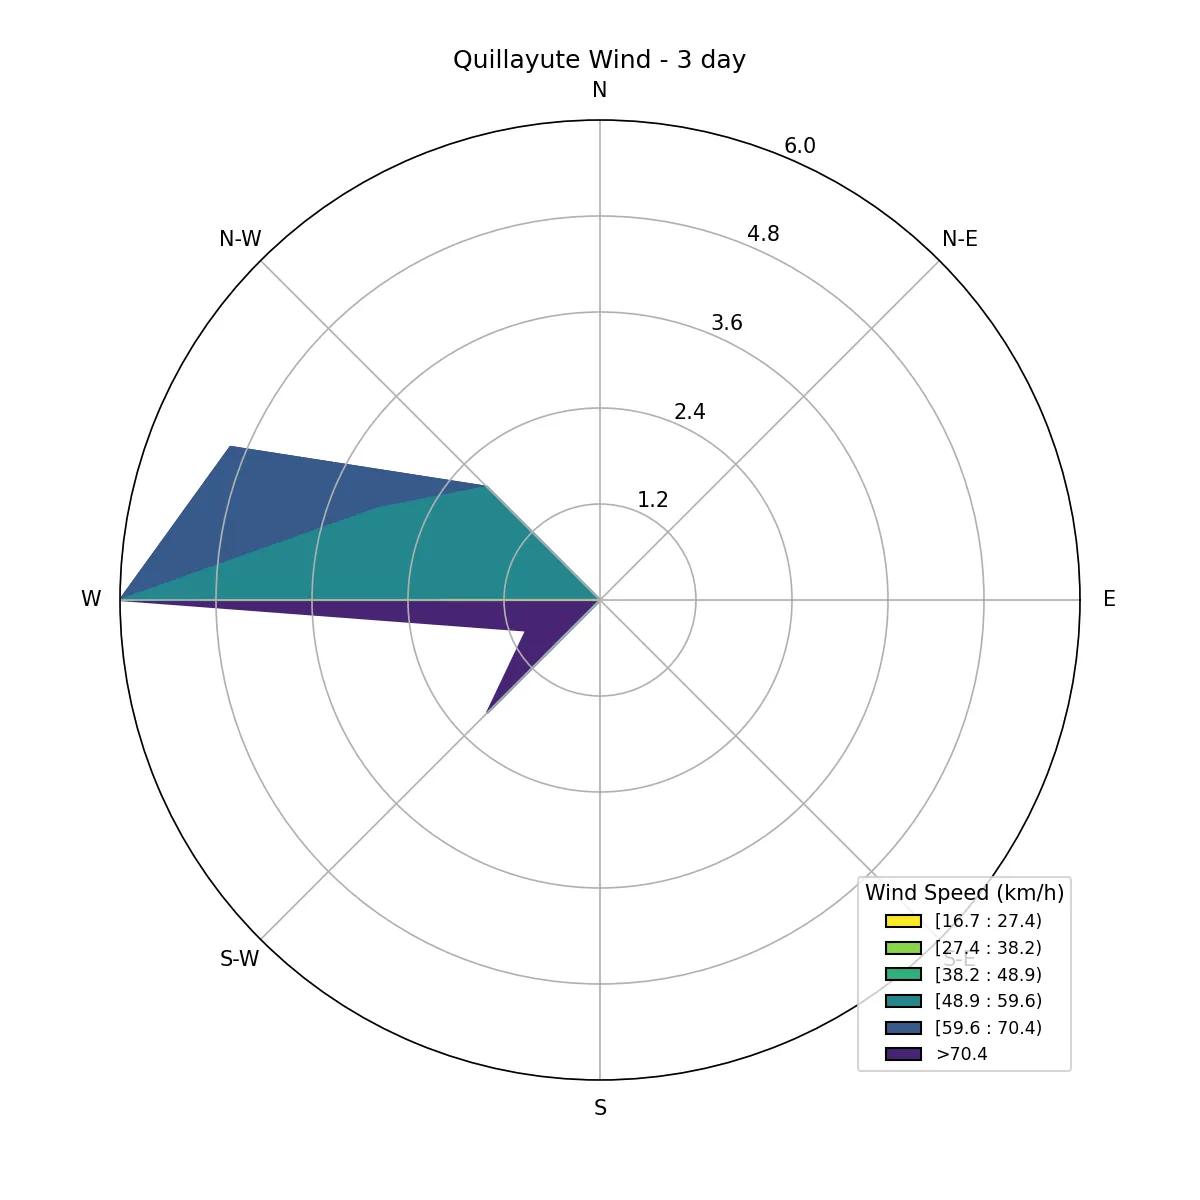 Quillayute Wind - 3 day
N
6.0
N-W
N-E
4.8
3.6
2.4
1.2
W
E
S-W
S-E
S
Wind Speed (km/h)
[16.7 : 27.4)
[27.4 : 38.2)
[38.2 : 48.9)
[48.9 : 59.6)
[59.6 : 70.4)
>70.4